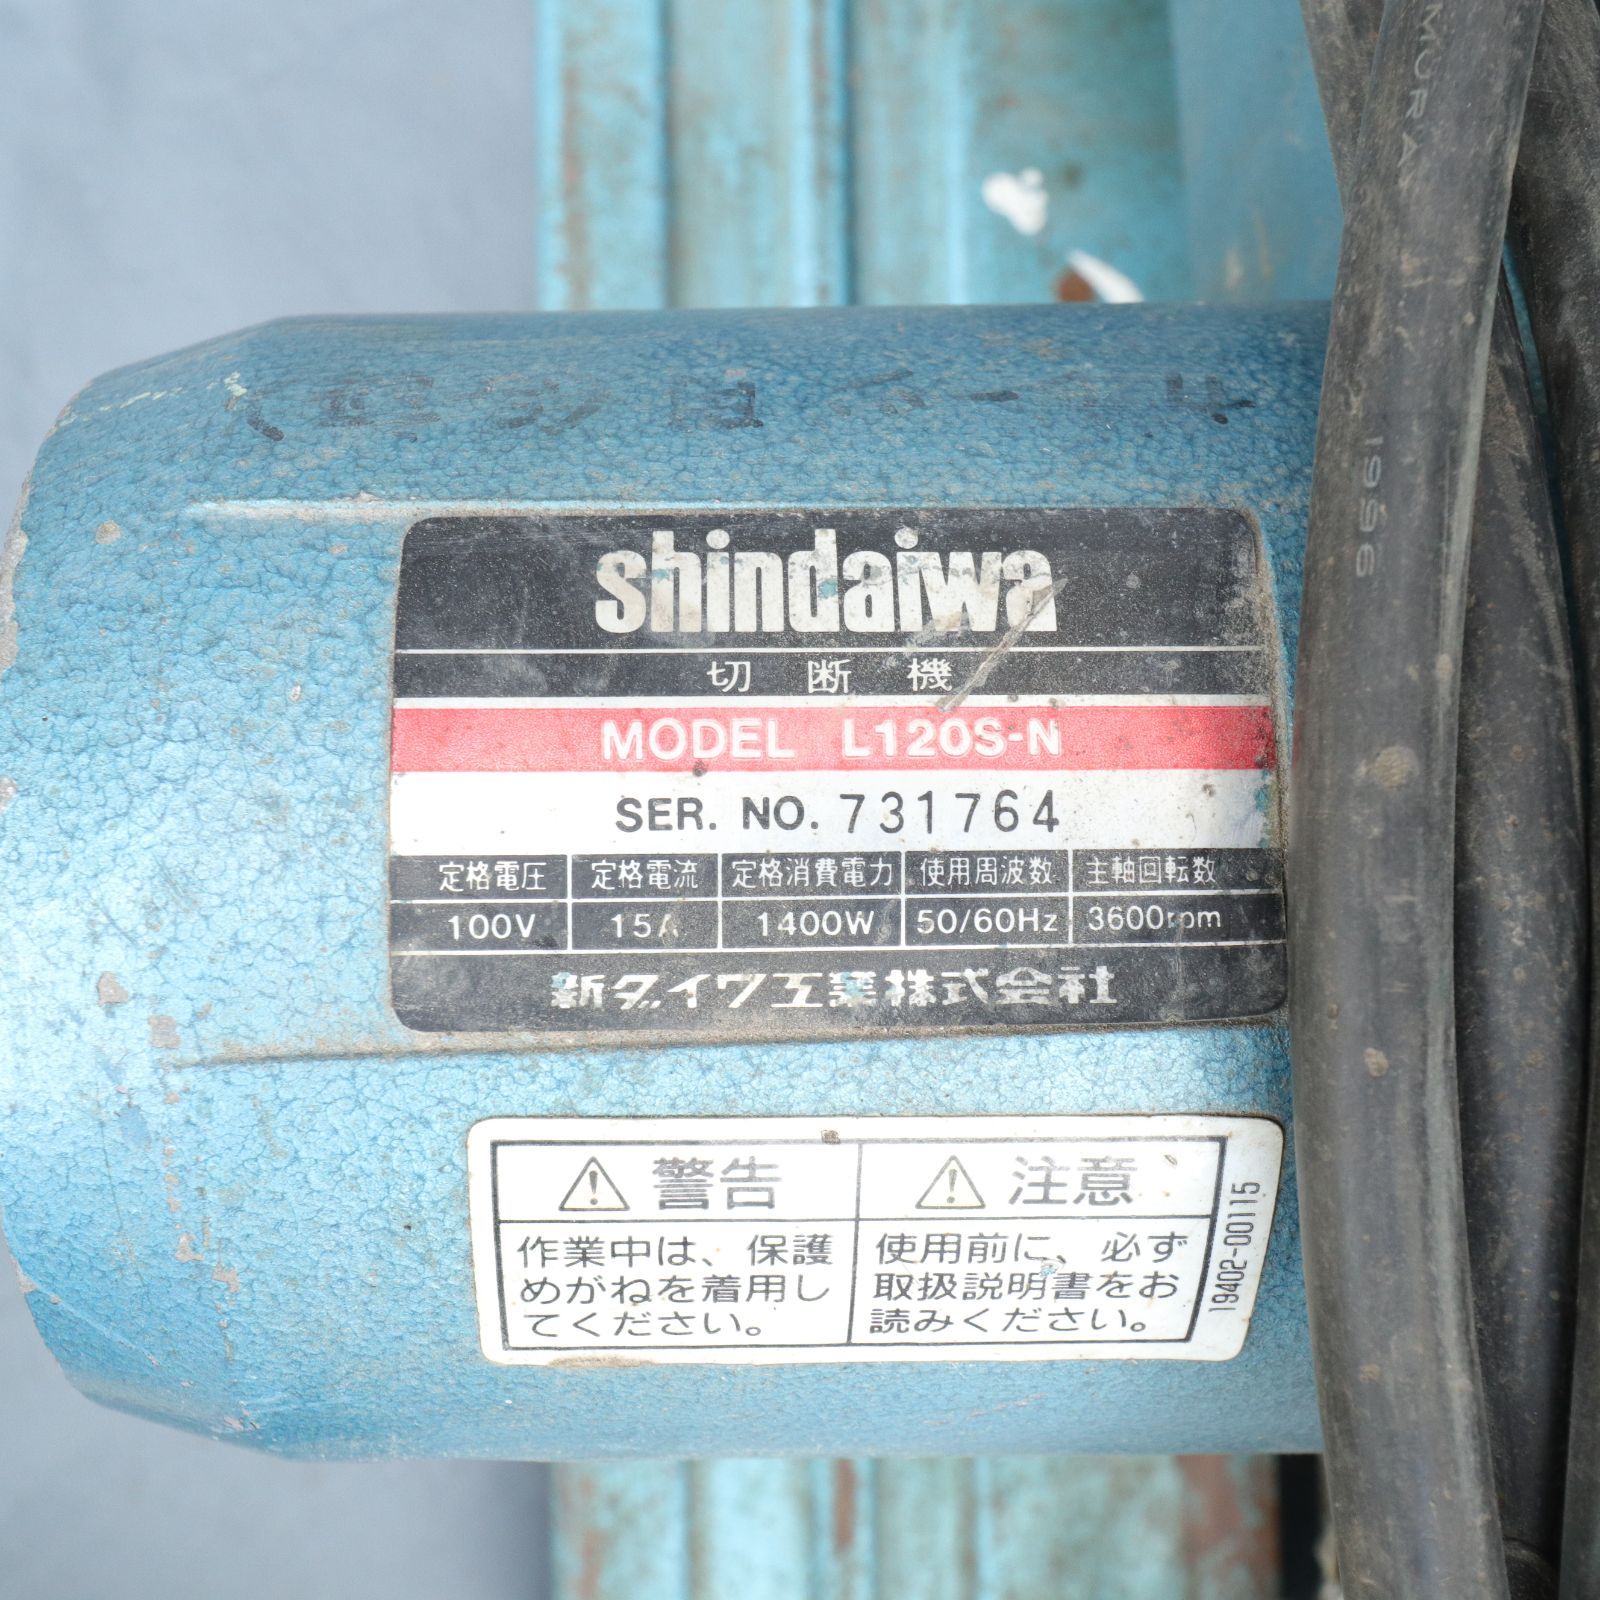 MURA
1996
shindaiwa
切断機
MODEL L120S-N
SER. NO. 731764
定格電圧 定格電流 定格消費電力 使用周波数 主軸回転数
100V 15A 1400W 50/60Hz 3600rpm
新ダイワ工業株式会社
警告
作業中は、保護
めがねを着用し
てください。
注意
使用前に、必ず
取扱説明書をお
読みください。
19402-00115